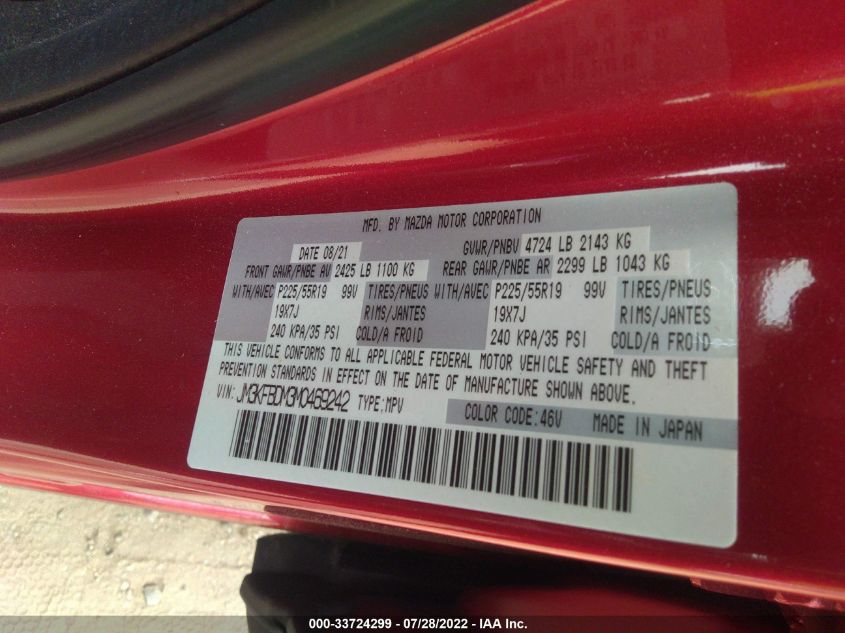 MFD. BY MAZDA MOTOR CORPORATION
DATE 08/21 GVWR/PNBV 4724 LB 2143 KG
FRONT GAWR/PNBE AV 2425 LB 1100 KG REAR GAWR/PNBE AR 2299 LB 1043 KG
WITH/AVEC P225/55R19 99V TIRES/PNEUS WITH/AVEC P225/55R19 99V TIRES/PNEUS
19X7J RIMS/JANTES 19X7J RIMS/JANTES
240 KPA/35 PSI COLD/A FROID 240 KPA/35 PSI COLD/A FROID
THIS VEHICLE CONFORMS TO ALL APPLICABLE FEDERAL MOTOR VEHICLE SAFETY AND THEFT
PREVENTION STANDARDS IN EFFECT ON THE DATE OF MANUFACTURE SHOWN ABOVE.
VIN: JM3KFBDM3M0469242 TYPE:MPV
COLOR CODE:46V MADE IN JAPAN
000-33724299 - 07/28/2022 - IAA Inc.